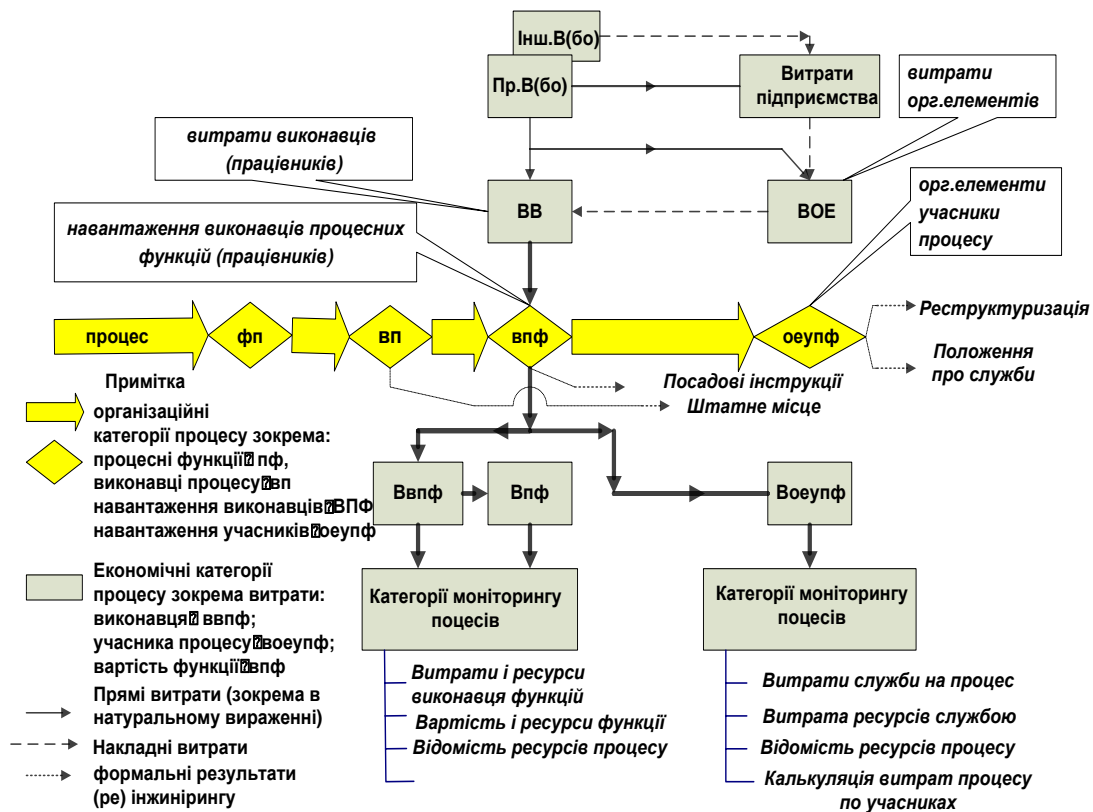 Інш.В(бо)
Пр.В(бо)
Витрати
підприємства
витрати
орг.елементів
витрати виконавців
(працівників)
ВВ
ВОЕ
орг.елементи
учасники
процесу
навантаження виконавців процесних
функцій (працівників)
процес
фп
вп
впф
оеупф
Реструктуризація
Положення
про служби
Посадові інструкції
Штатне місце
Примітка
організаційні
категорії процесу зокрема:
процесні функції⍰ пф,
виконавці процесу⍰вп
навантаження виконавців⍰ВПФ
навантаження учасників⍰оеупф
Економічні категорії
процесу зокрема витрати:
виконавця⍰ ввпф;
учасника процесу⍰воеупф;
вартість функції⍰впф
Прямі витрати (зокрема в
натуральному вираженні)
Накладні витрати
формальні результати
(ре) інжинірингу
Ввпф
Впф
Воеупф
Категорії моніторингу
поцесів
Категорії моніторингу
поцесів
Витрати і ресурси
виконавця функцій
Вартість і ресурси функції
Відомість ресурсів процесу
Витрати служби на процес
Витрата ресурсів службою
Відомість ресурсів процесу
Калькуляція витрат процесу
по учасниках